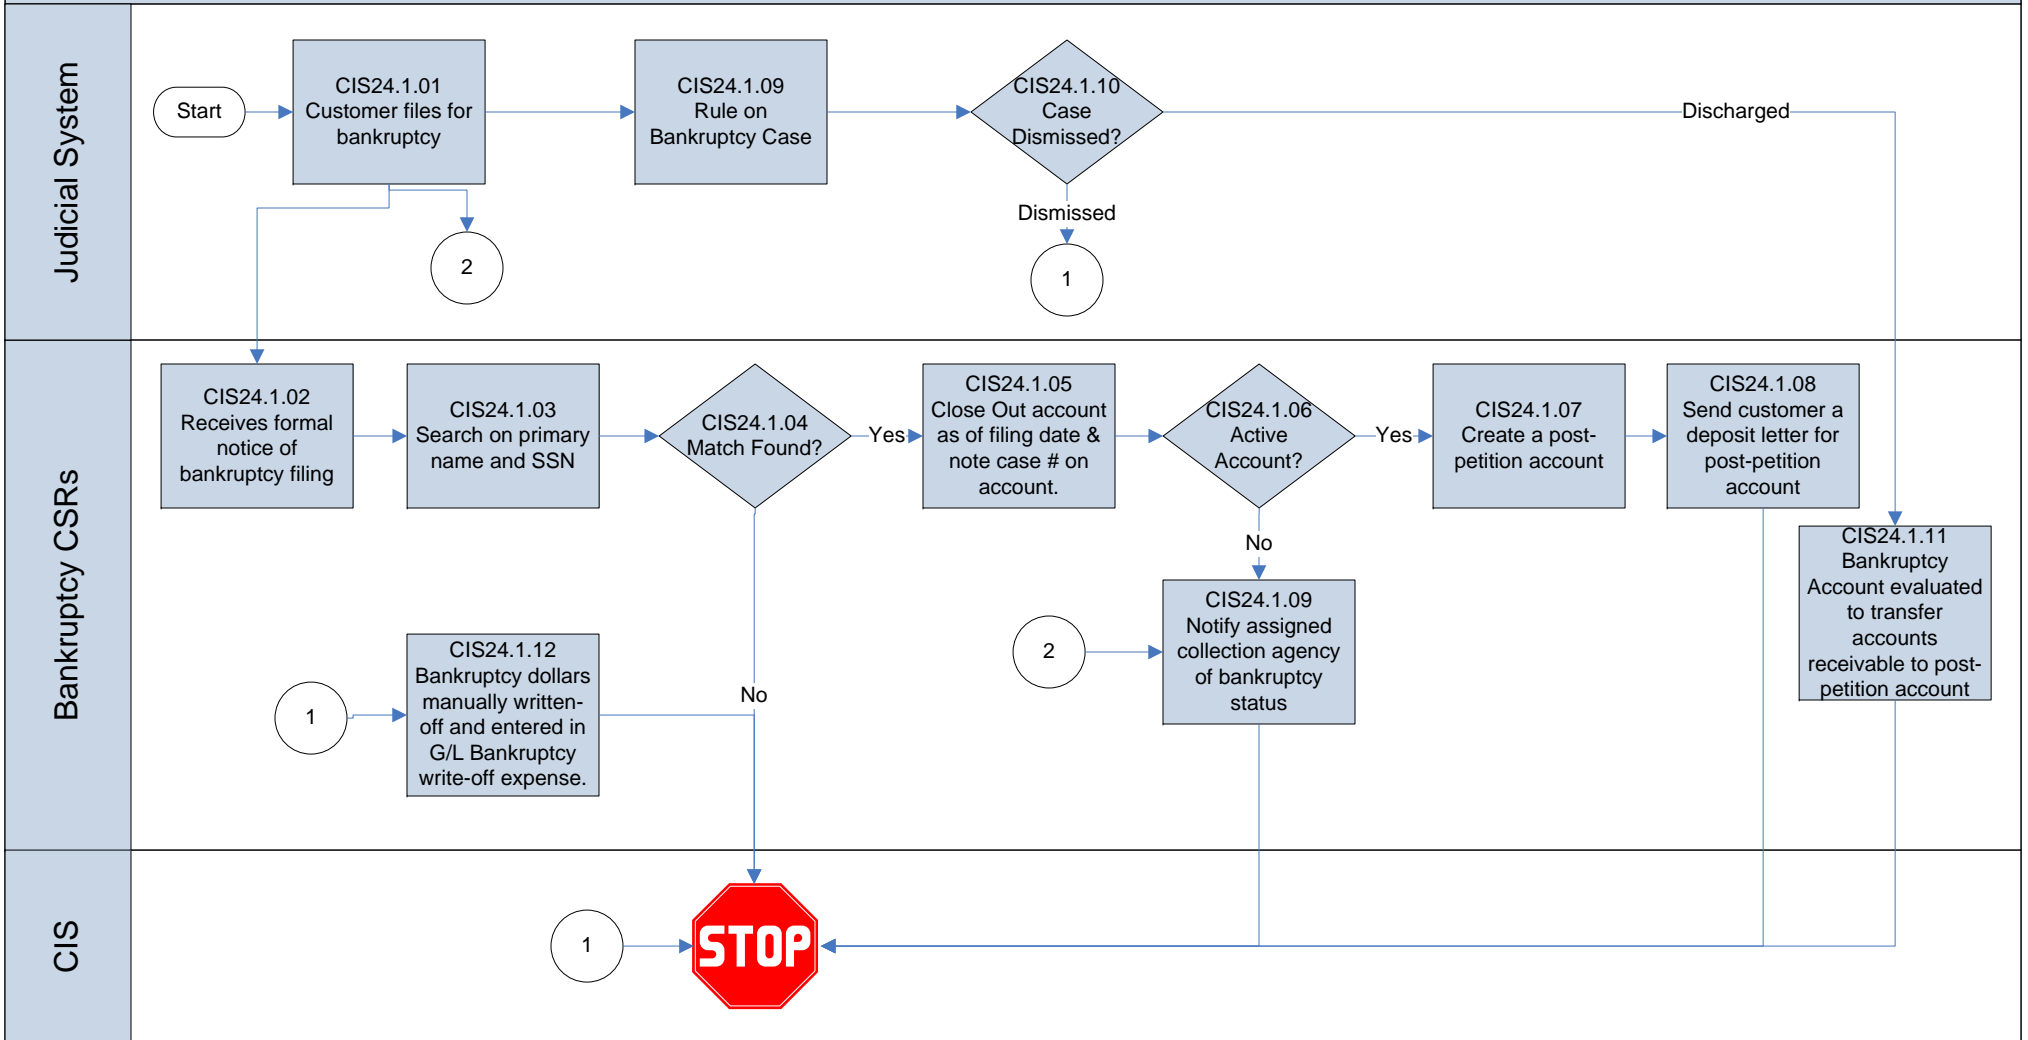 Judicial System
Start
CIS24.1.01
Customer files for
bankruptcy
CIS24.1.09
Rule on
Bankruptcy Case
CIS24.1.10
Case
Dismissed?
Discharged
Dismissed
2
1
Bankruptcy CSRs
CIS24.1.02
Receives formal
notice of
bankruptcy filing
CIS24.1.03
Search on primary
name and SSN
CIS24.1.04
Match Found?
Yes
CIS24.1.05
Close Out account
as of filing date &
note case # on
account.
CIS24.1.06
Active
Account?
Yes
CIS24.1.07
Create a post-
petition account
CIS24.1.08
Send customer a
deposit letter for
post-petition
account
No
CIS24.1.11
Bankruptcy
Account evaluated
to transfer
accounts
receivable to post-
petition account
2
CIS24.1.09
Notify assigned
collection agency
of bankruptcy
status
1
CIS24.1.12
Bankruptcy dollars
manually written-
off and entered in
G/L Bankruptcy
write-off expense.
No
CIS
1
STOP